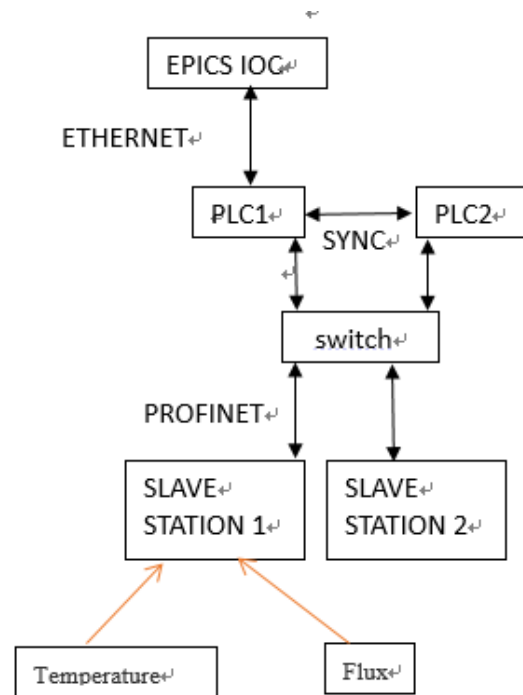 EPICS IOC
ETHERNET
PLC1
PLC2
SYNC
switch
PROFINET
SLAVE
STATION 1
SLAVE
STATION 2
Temperature
Flux